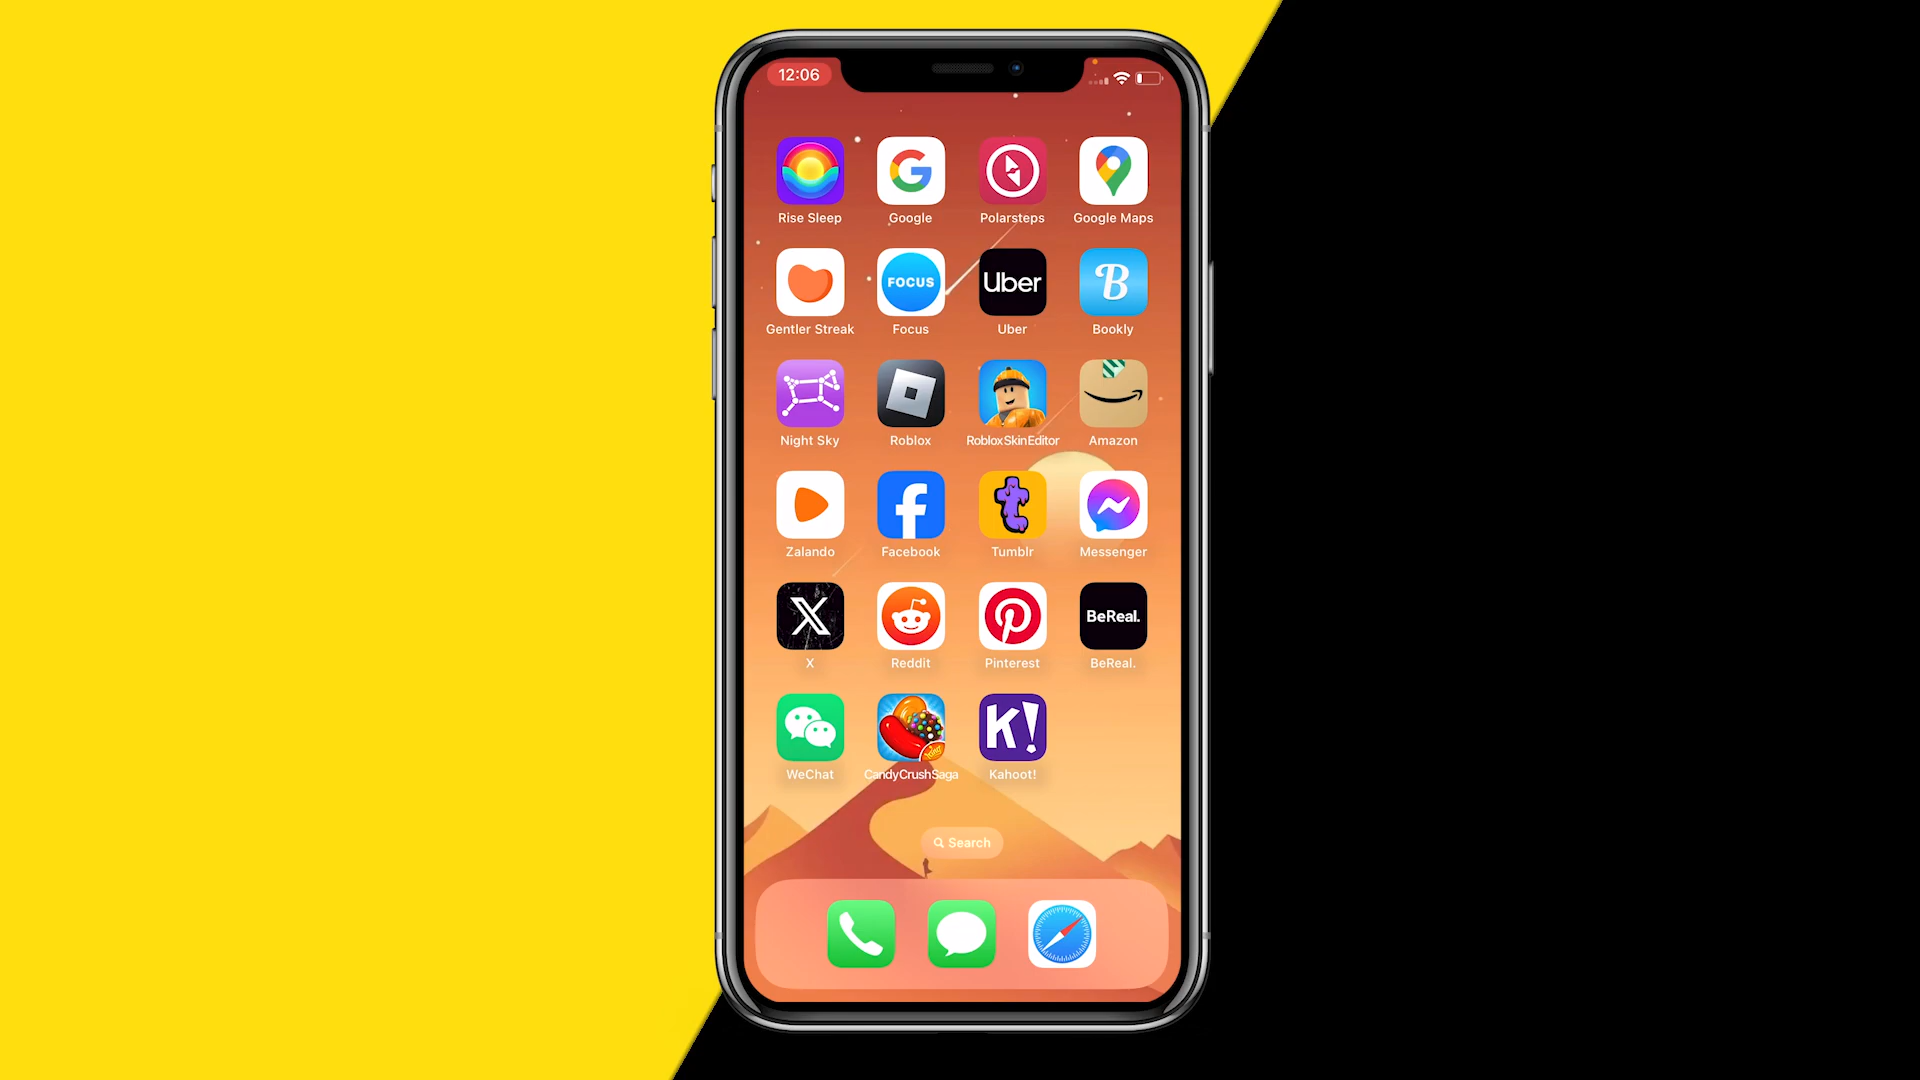 12:06
Rise Sleep Google Polarsteps Google Maps
FOCUS Uber B
Gentler Streak Focus Uber Bookly
Night Sky Roblox RobloxSkinEditor Amazon
Zalando Facebook Tumblr Messenger
BeReal.
X Reddit Pinterest BeReal.
King
K!
WeChat CandyCrushSaga Kahoot!
Search